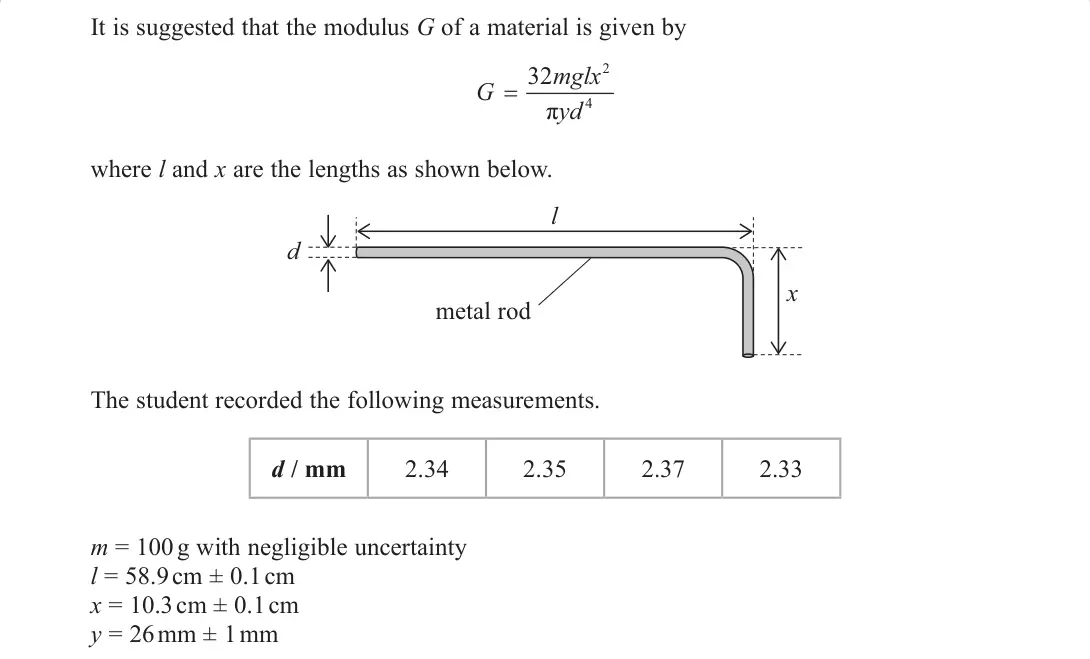 It is suggested that the modulus G of a material is given by
G = 32mglx² / πyd⁴
where l and x are the lengths as shown below.
l
d
x
metal rod
The student recorded the following measurements.
d / mm 2.34 2.35 2.37 2.33
m = 100 g with negligible uncertainty
l = 58.9 cm ± 0.1 cm
x = 10.3 cm ± 0.1 cm
y = 26 mm ± 1 mm